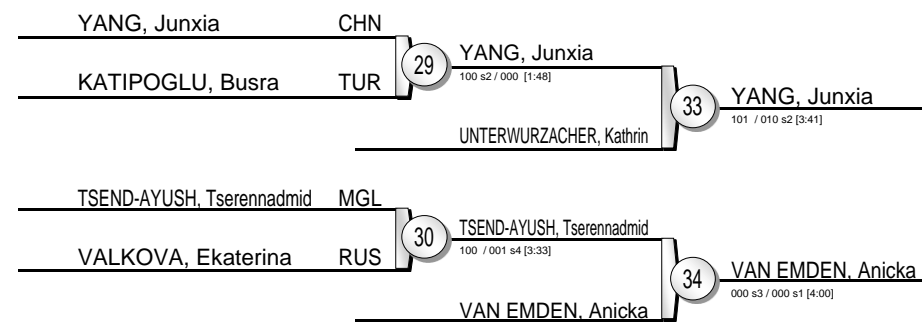 YANG, Junxia CHN
KATIPOGLU, Busra TUR
29
YANG, Junxia
100 s2 / 000 [1:48]
UNTERWURZACHER, Kathrin
33
YANG, Junxia
101 / 010 s2 [3:41]
TSEND-AYUSH, Tserennadmid MGL
VALKOVA, Ekaterina RUS
30
TSEND-AYUSH, Tserennadmid
100 / 001 s4 [3:33]
VAN EMDEN, Anicka
34
VAN EMDEN, Anicka
000 s3 / 000 s1 [4:00]